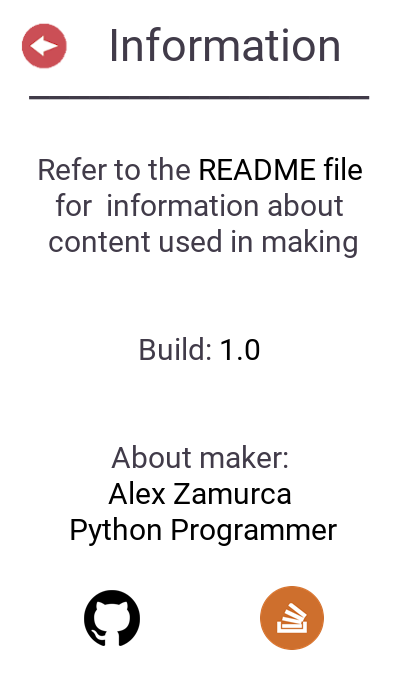 Information
Refer to the README file
for  information about
content used in making
Build: 1.0
About maker:
Alex Zamurca
Python Programmer